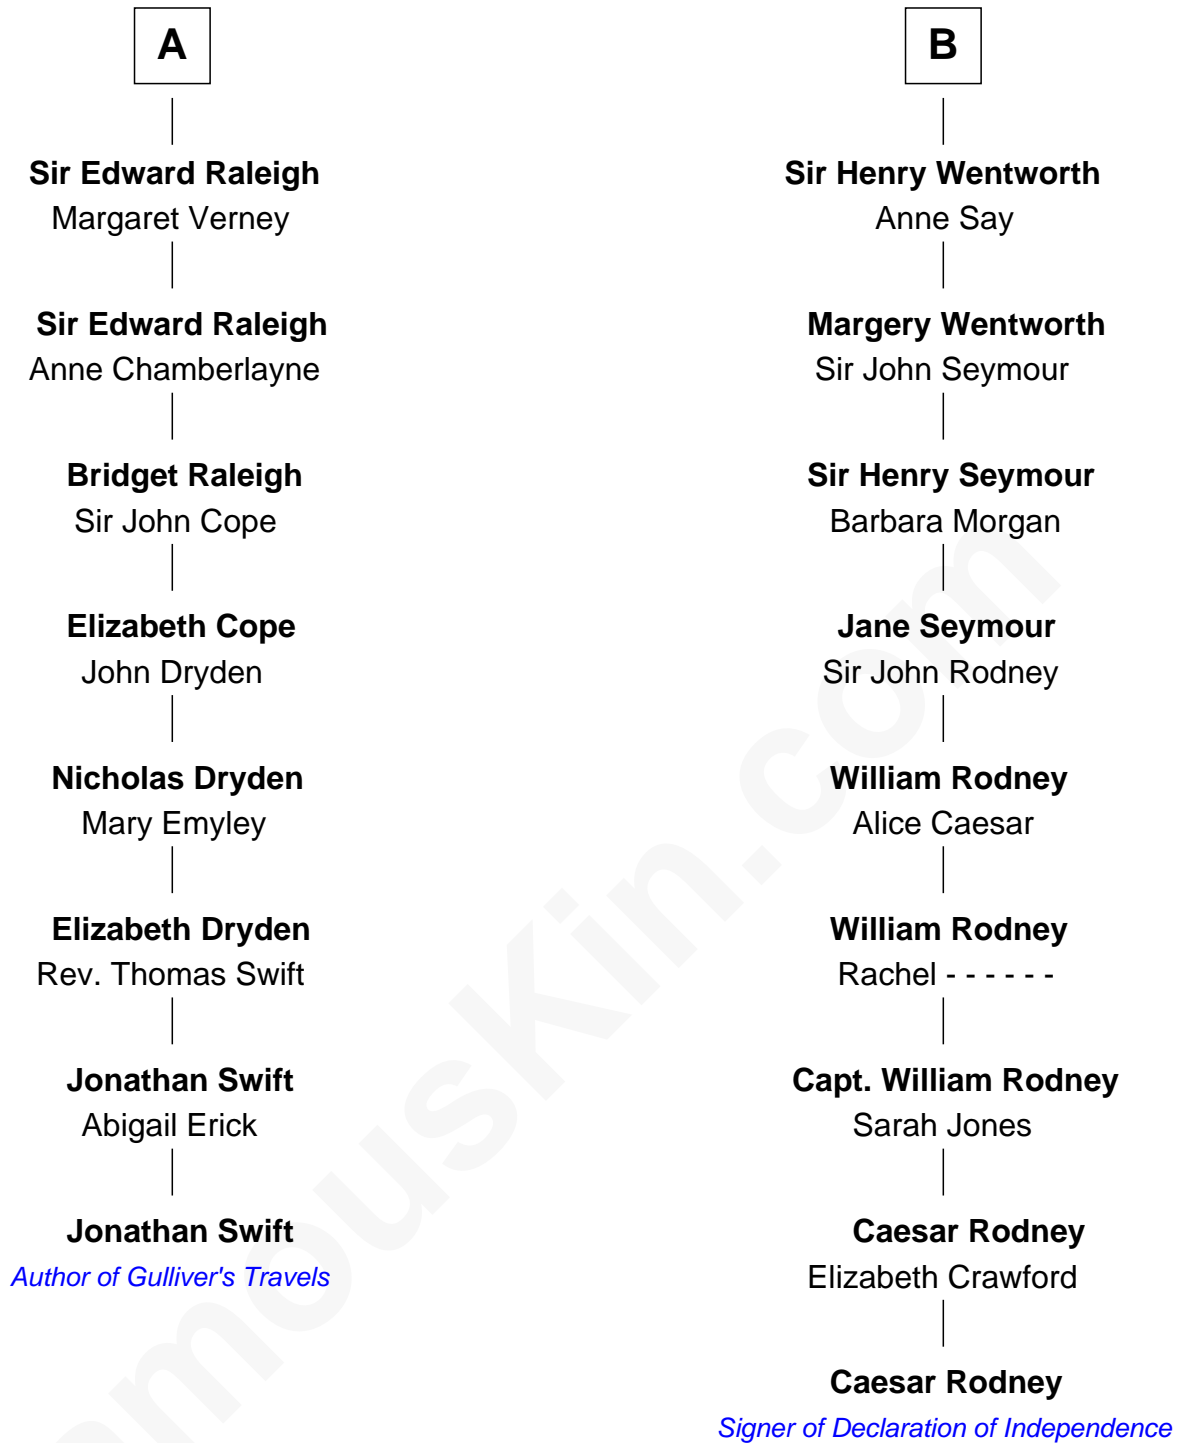 A
Sir Edward Raleigh
Margaret Verney
Sir Edward Raleigh
Anne Chamberlayne
Bridget Raleigh
Sir John Cope
Elizabeth Cope
John Dryden
Nicholas Dryden
Mary Emyley
Elizabeth Dryden
Rev. Thomas Swift
Jonathan Swift
Abigail Erick
Jonathan Swift
Author of Gulliver's Travels
B
Sir Henry Wentworth
Anne Say
Margery Wentworth
Sir John Seymour
Sir Henry Seymour
Barbara Morgan
Jane Seymour
Sir John Rodney
William Rodney
Alice Caesar
William Rodney
Rachel - - - - - -
Capt. William Rodney
Sarah Jones
Caesar Rodney
Elizabeth Crawford
Caesar Rodney
Signer of Declaration of Independence
amouskin.com